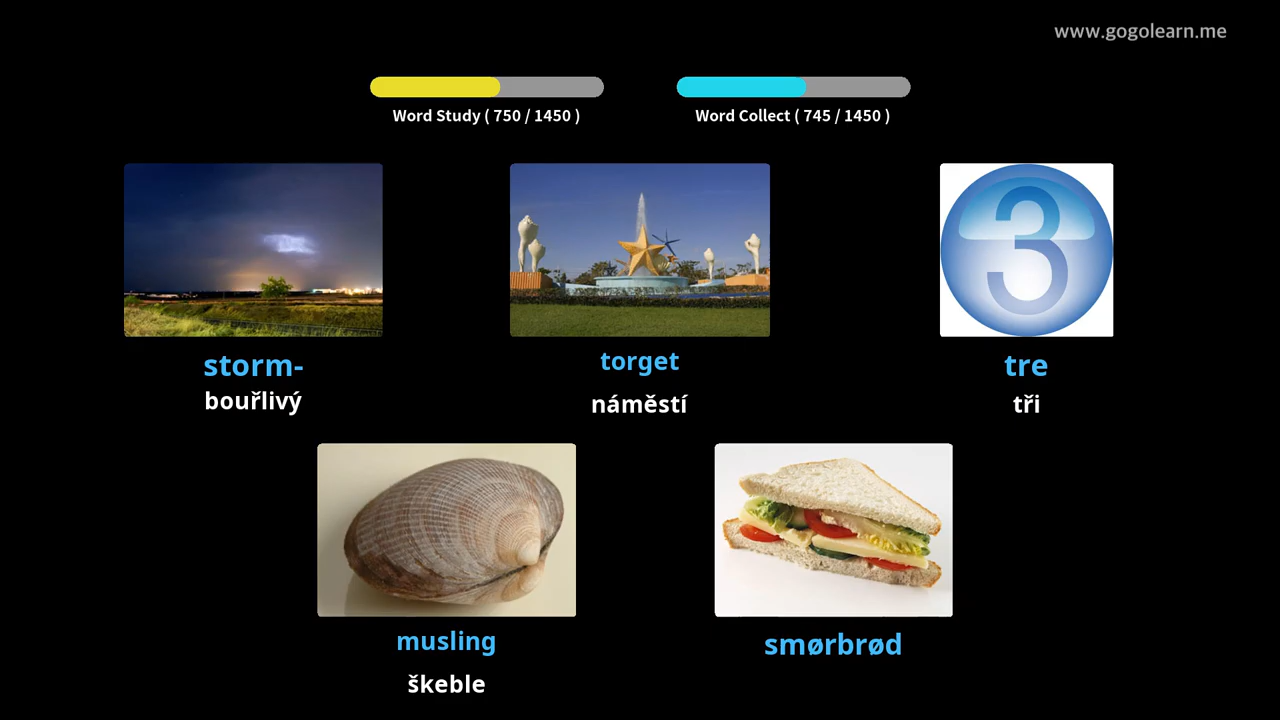 www.gogolearn.me
Word Study ( 750 / 1450 )
Word Collect ( 745 / 1450 )
3
storm-
bouřlivý
torget
náměstí
tre
tři
musling
škeble
smørbrød